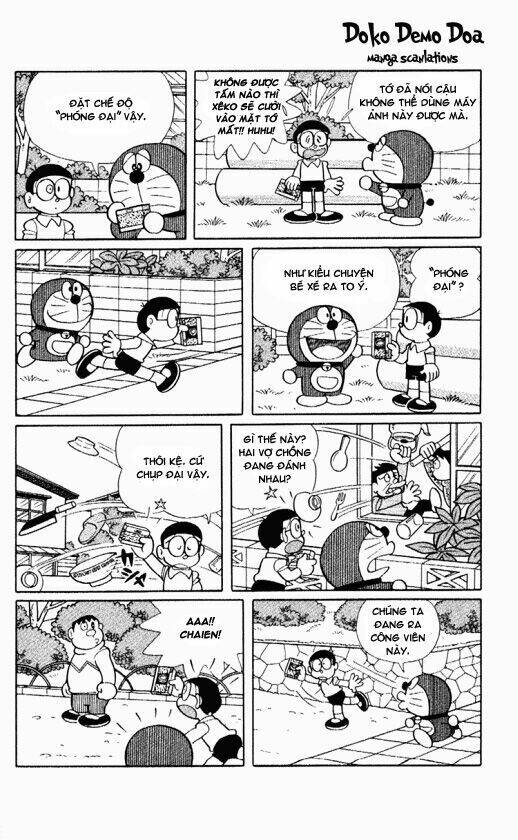 DOKO DEMO DOA
MANGA SCANLATIONS
TỚ ĐÃ NÓI CẬU
KHÔNG THỂ DÙNG MÁY
ẢNH NÀY ĐƯỢC MÀ.
KHÔNG ĐƯỢC
TẤM NÀO THÌ
XÊKO SẼ CƯỜI
VÀO MẶT TỚ
MẤT!! HUHU!
ĐẶT CHẾ ĐỘ
"PHÓNG ĐẠI" VẬY.
"PHÓNG
ĐẠI" ?
NHƯ KIỂU CHUYỆN
BÉ XÉ RA TO Ý.
GÌ THẾ NÀY?
HAI VỢ CHỒNG
ĐANG ĐÁNH
NHAU?
THÔI KỆ. CỨ
CHỤP ĐẠI VẬY.
CHÚNG TA
ĐANG RA
CÔNG VIÊN
NÀY.
AAA!!
CHAIEN!